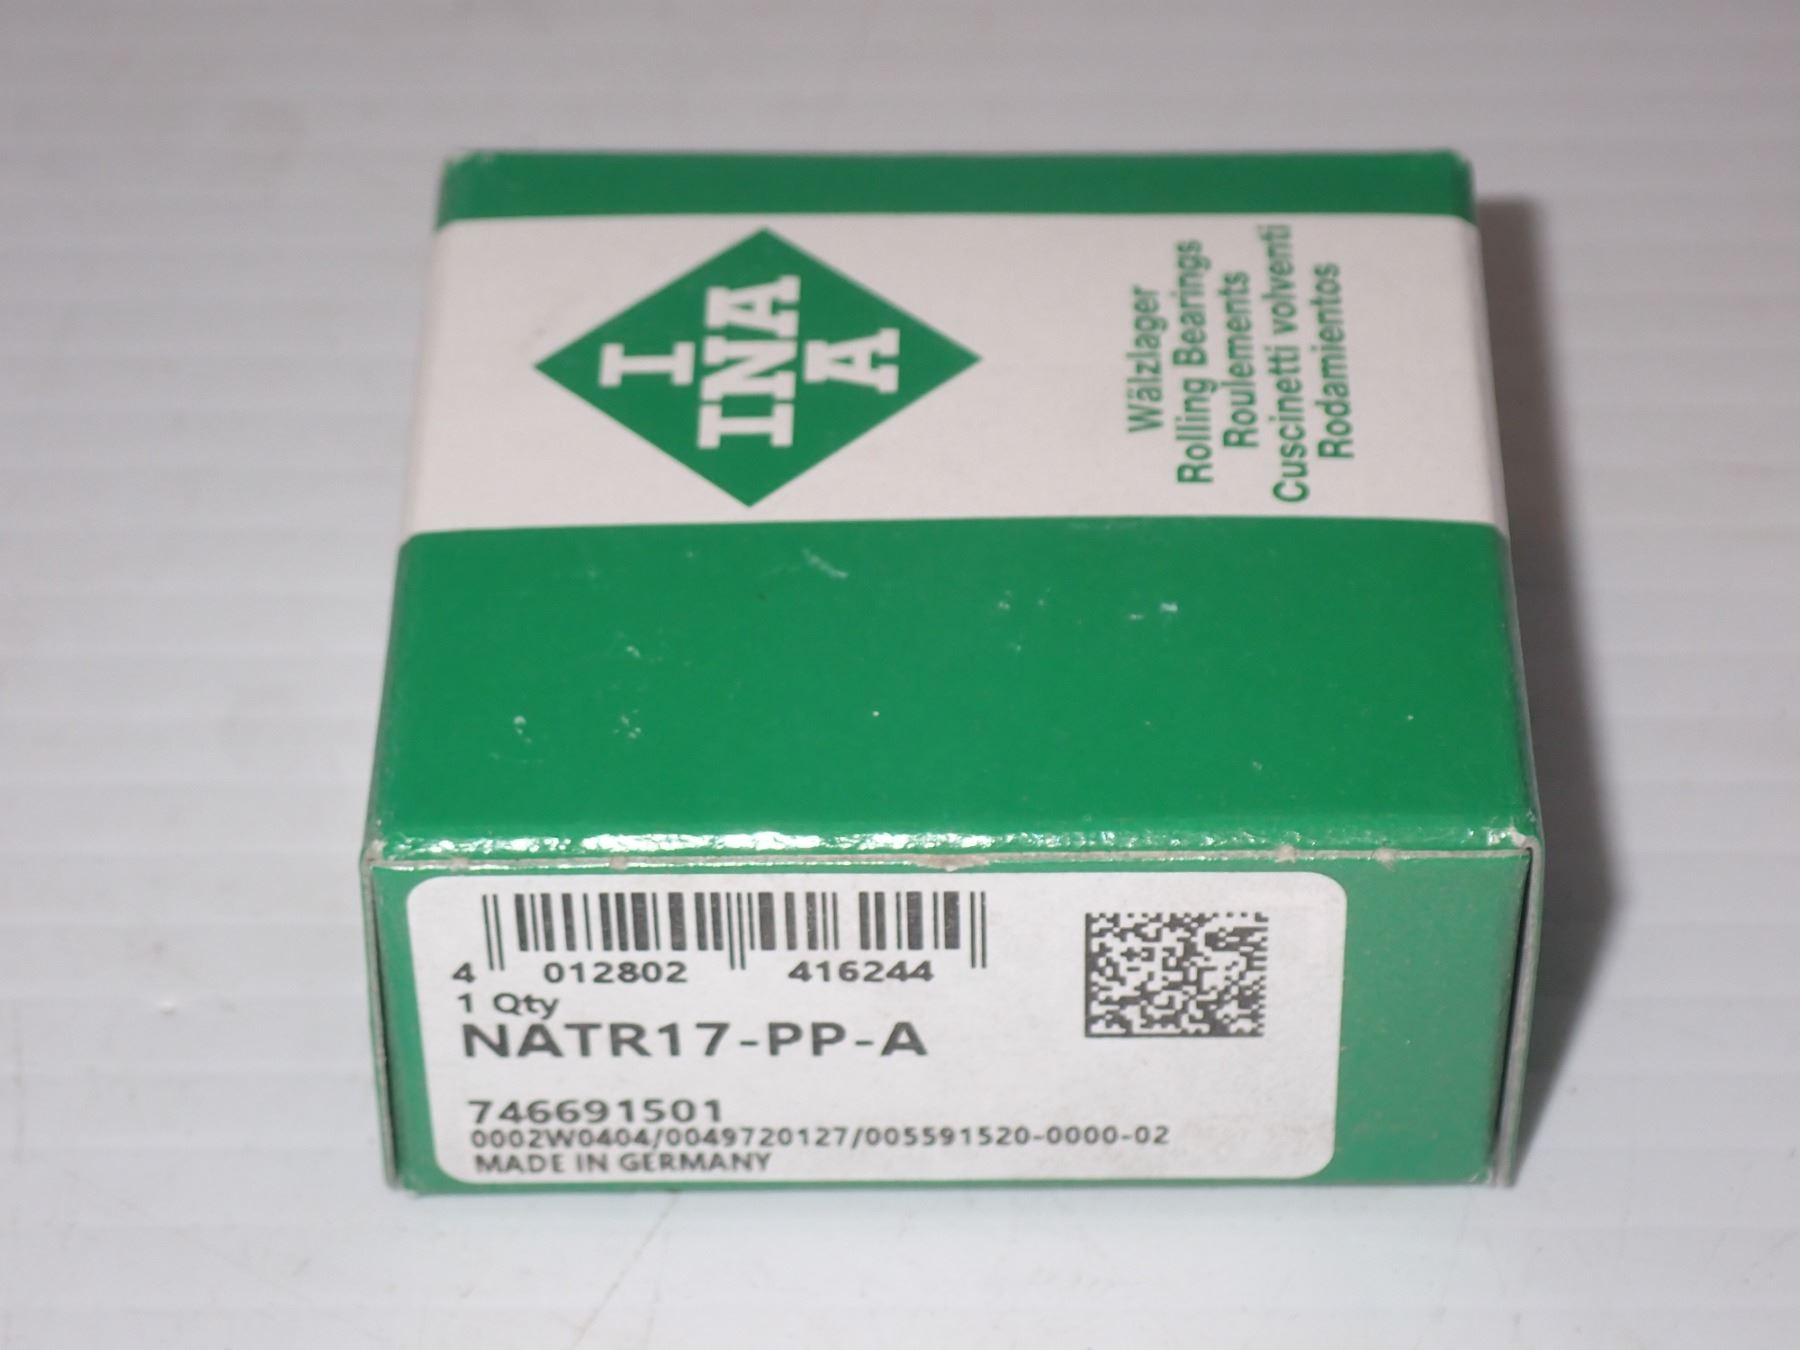 I
INA
A
Wälzlager
Rolling Bearings
Roulements
Cuscinetti volventi
Rodamientos
4 012802 416244
1 Qty
NATR17-PP-A
746691501
0002W0404/0049720127/005591520-0000-02
MADE IN GERMANY